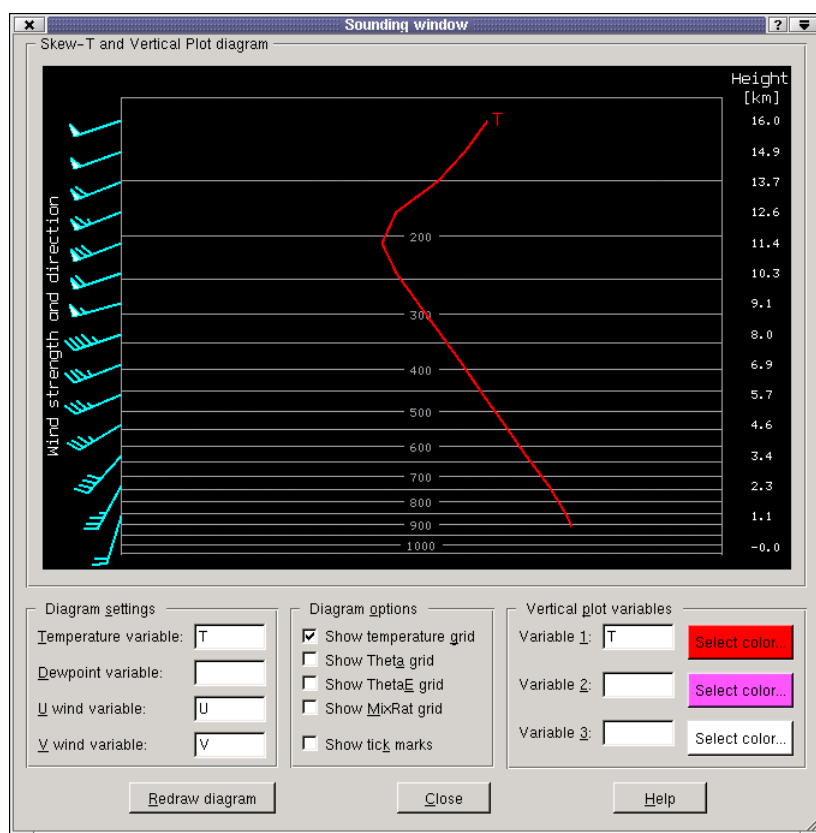 Sounding window
?
Skew-T and Vertical Plot diagram
Height
[km]
16.0
14.9
13.7
12.6
11.4
10.3
9.1
8.0
6.9
5.7
4.6
3.4
2.3
1.1
-0.0
Wind strength and direction
T
200
300
400
500
600
700
800
900
1000
Diagram settings
Temperature variable: T
Dewpoint variable:
U wind variable: U
V wind variable: V
Diagram options
Show temperature grid
Show Theta grid
Show ThetaE grid
Show MixRat grid
Show tick marks
Vertical plot variables
Variable 1: T Select color...
Variable 2: Select color...
Variable 3: Select color...
Redraw diagram
Close
Help